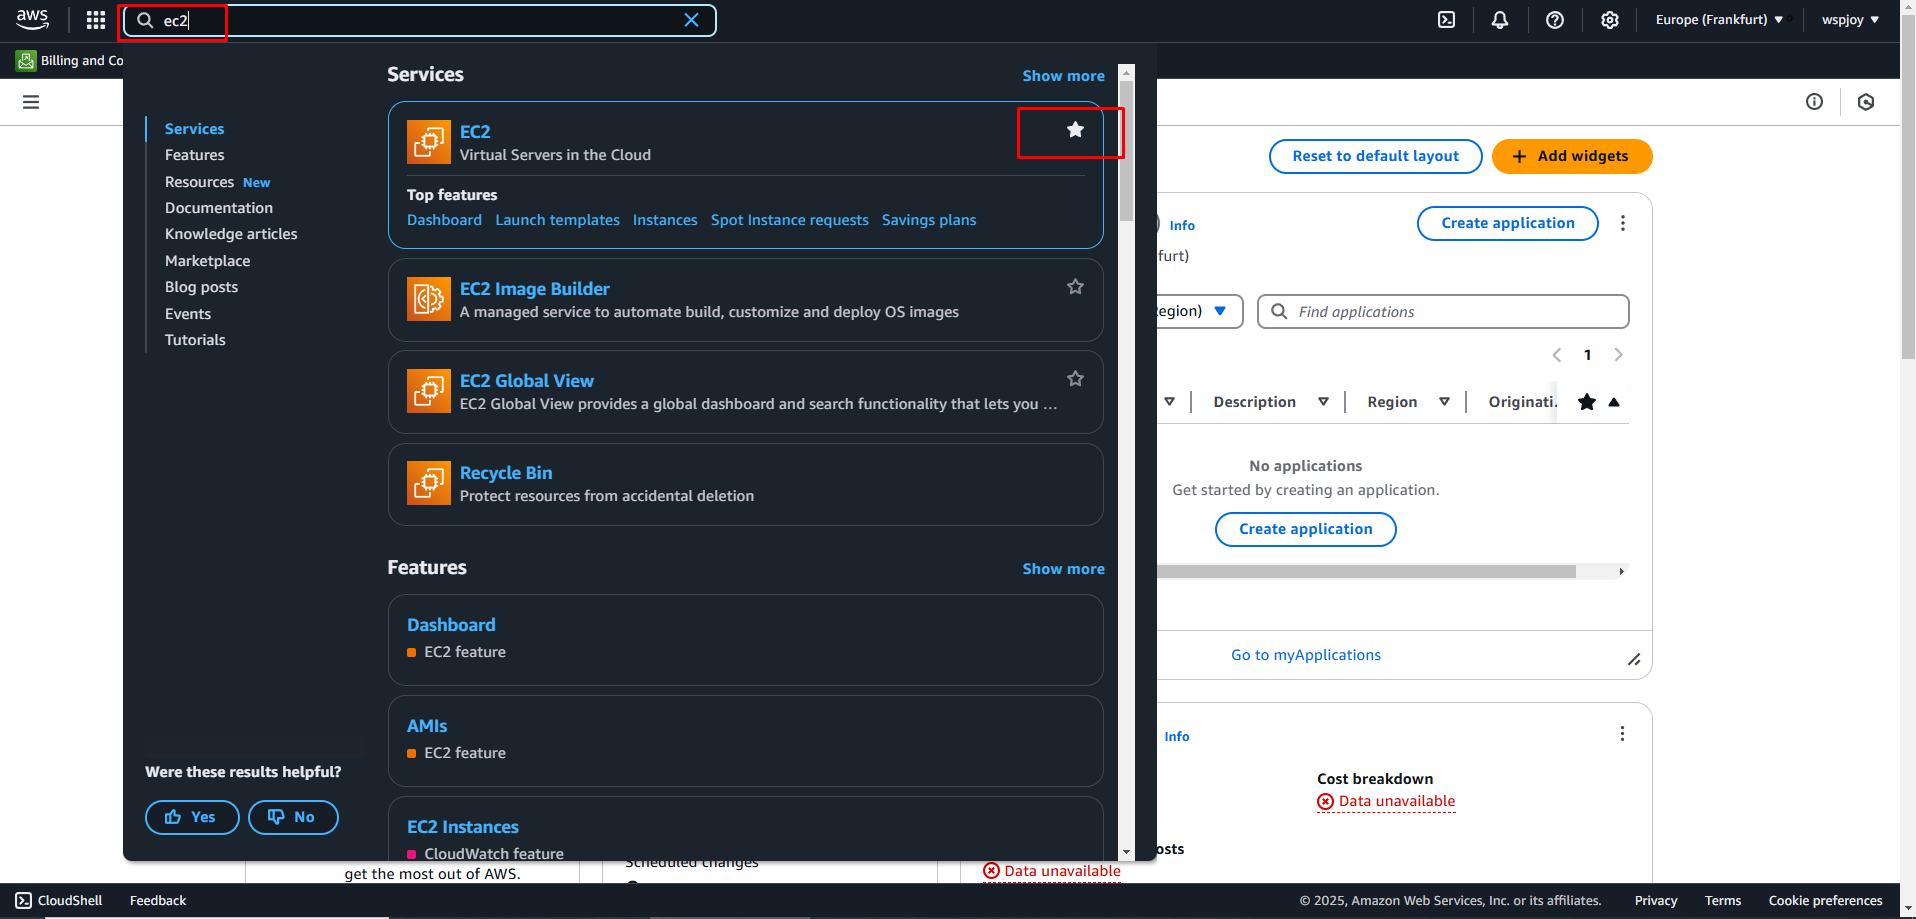 aws
ec2
Europe (Frankfurt)
wspjoy
Billing and Co
Services
Show more
Services
Features
Resources New
Documentation
Knowledge articles
Marketplace
Blog posts
Events
Tutorials
EC2
Virtual Servers in the Cloud
Top features
Dashboard Launch templates Instances Spot Instance requests Savings plans
EC2 Image Builder
A managed service to automate build, customize and deploy OS images
EC2 Global View
EC2 Global View provides a global dashboard and search functionality that lets you ...
Recycle Bin
Protect resources from accidental deletion
Features
Show more
Dashboard
EC2 feature
AMIs
EC2 feature
EC2 Instances
CloudWatch feature
Were these results helpful?
Yes
No
Reset to default layout
+ Add widgets
Info
Create application
furt)
Region)
Find applications
1
Description
Region
Originati.
No applications
Get started by creating an application.
Create application
Go to myApplications
Info
Cost breakdown
Data unavailable
osts
Data unavailable
get the most out of AWS.
Scheduled changes
CloudShell
Feedback
© 2025, Amazon Web Services, Inc. or its affiliates.
Privacy
Terms
Cookie preferences